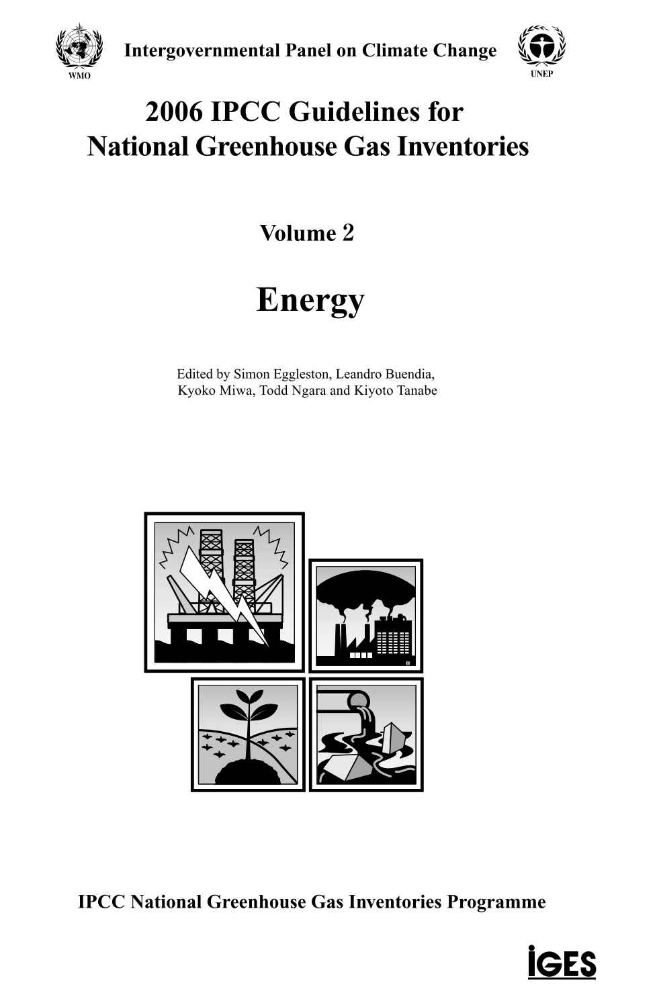 Intergovernmental Panel on Climate Change
WMO
UNEP
2006 IPCC Guidelines for
National Greenhouse Gas Inventories
Volume 2
Energy
Edited by Simon Eggleston, Leandro Buendia,
Kyoko Miwa, Todd Ngara and Kiyoto Tanabe
IPCC National Greenhouse Gas Inventories Programme
iGES